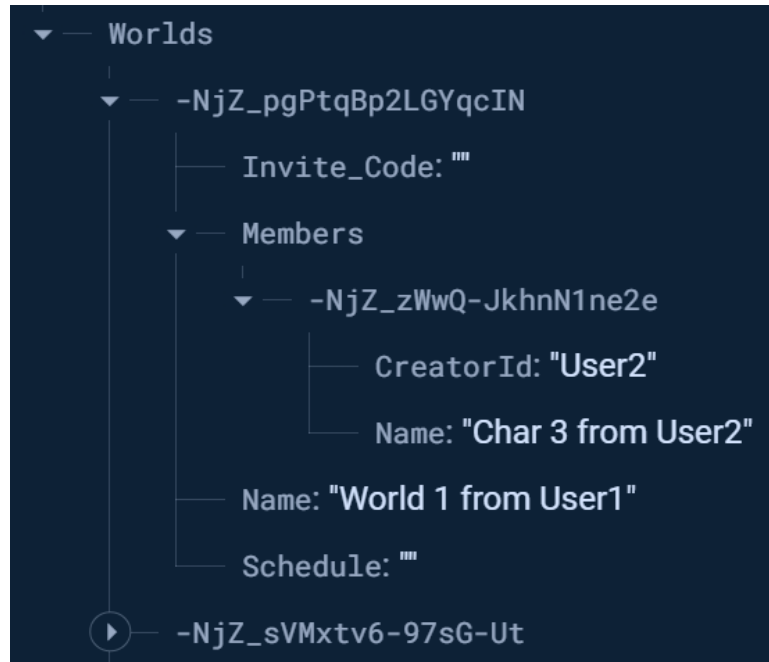 Worlds
-NjZ_pgPtqBp2LGYqcIN
Invite_Code: ""
Members
-NjZ_zWwQ-JkhnN1ne2e
CreatorId: "User2"
Name: "Char 3 from User2"
Name: "World 1 from User1"
Schedule: ""
-NjZ_sVMxtv6-97sG-Ut